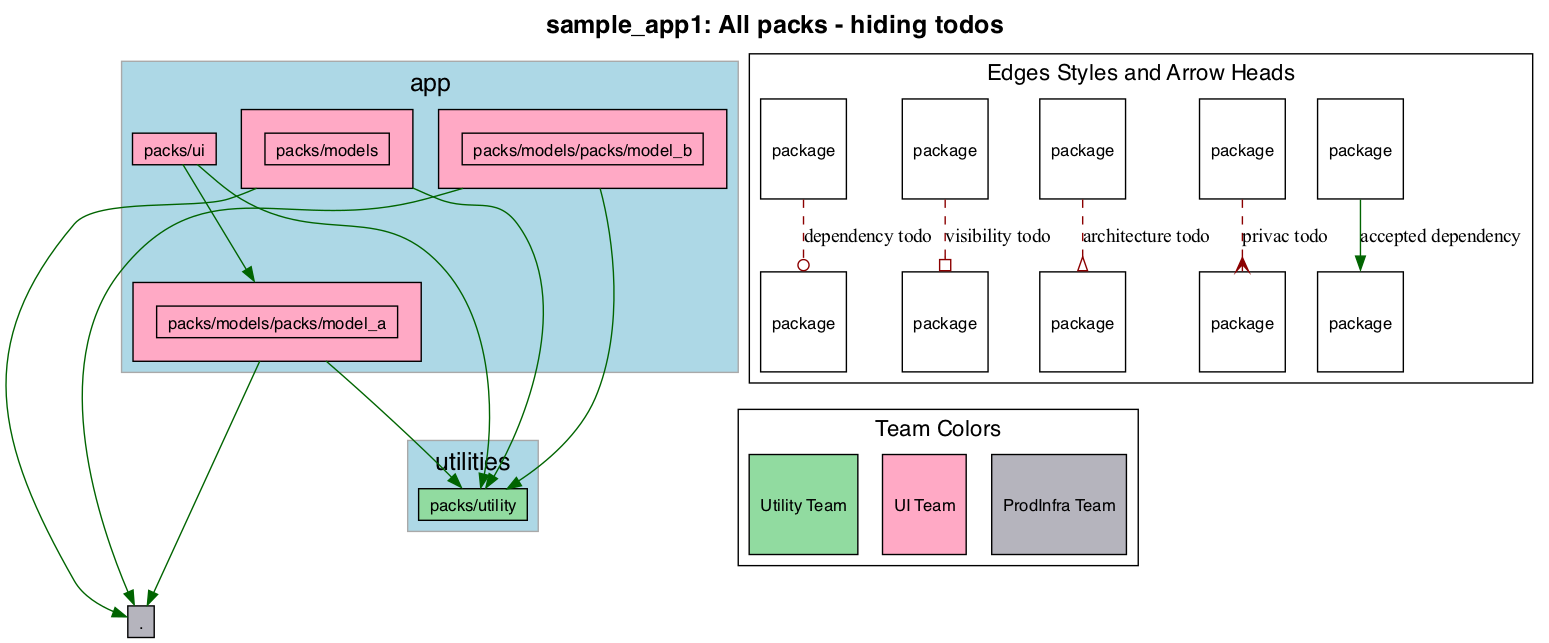 sample_app1: All packs - hiding todos
app
packs/ui
packs/models
packs/models/packs/model_b
packs/models/packs/model_a
utilities
packs/utility
.
Edges Styles and Arrow Heads
package
package
package
package
package
dependency todo
visibility todo
architecture todo
privac todo
accepted dependency
package
package
package
package
package
Team Colors
Utility Team
UI Team
ProdInfra Team